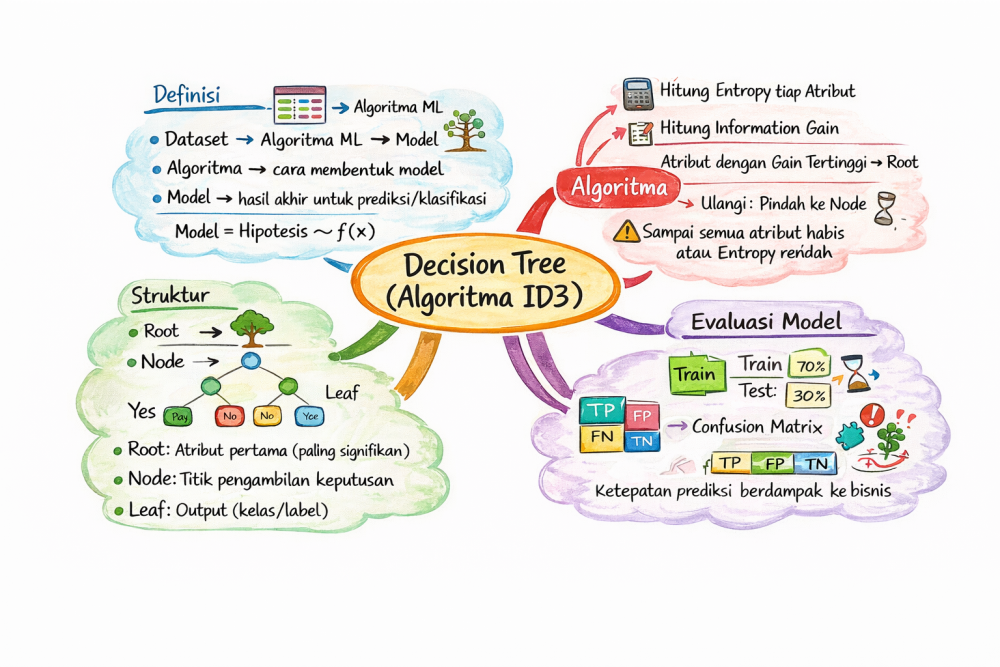 Definisi
→ Algoritma ML
Dataset → Algoritma ML → Model
Algoritma → cara membentuk model
Model → hasil akhir untuk prediksi/klasifikasi
Model = Hipotesis ~ f(x)
Hitung Entropy tiap Atribut
Hitung Information Gain
Atribut dengan Gain Tertinggi → Root
Algoritma
→ Ulangi: Pindah ke Node
Sampai semua atribut habis
atau Entropy rendah
Decision Tree
(Algoritma ID3)
Struktur
Root →
Node →
Leaf
Yes
Pay
No
No
Yce
Root: Atribut pertama (paling signifikan)
Node: Titik pengambilan keputusan
Leaf: Output (kelas/label)
Evaluasi Model
Train
Train 70%
Test: 30%
TP FP
FN TN
→ Confusion Matrix
TP FP TN
Ketepatan prediksi berdampak ke bisnis